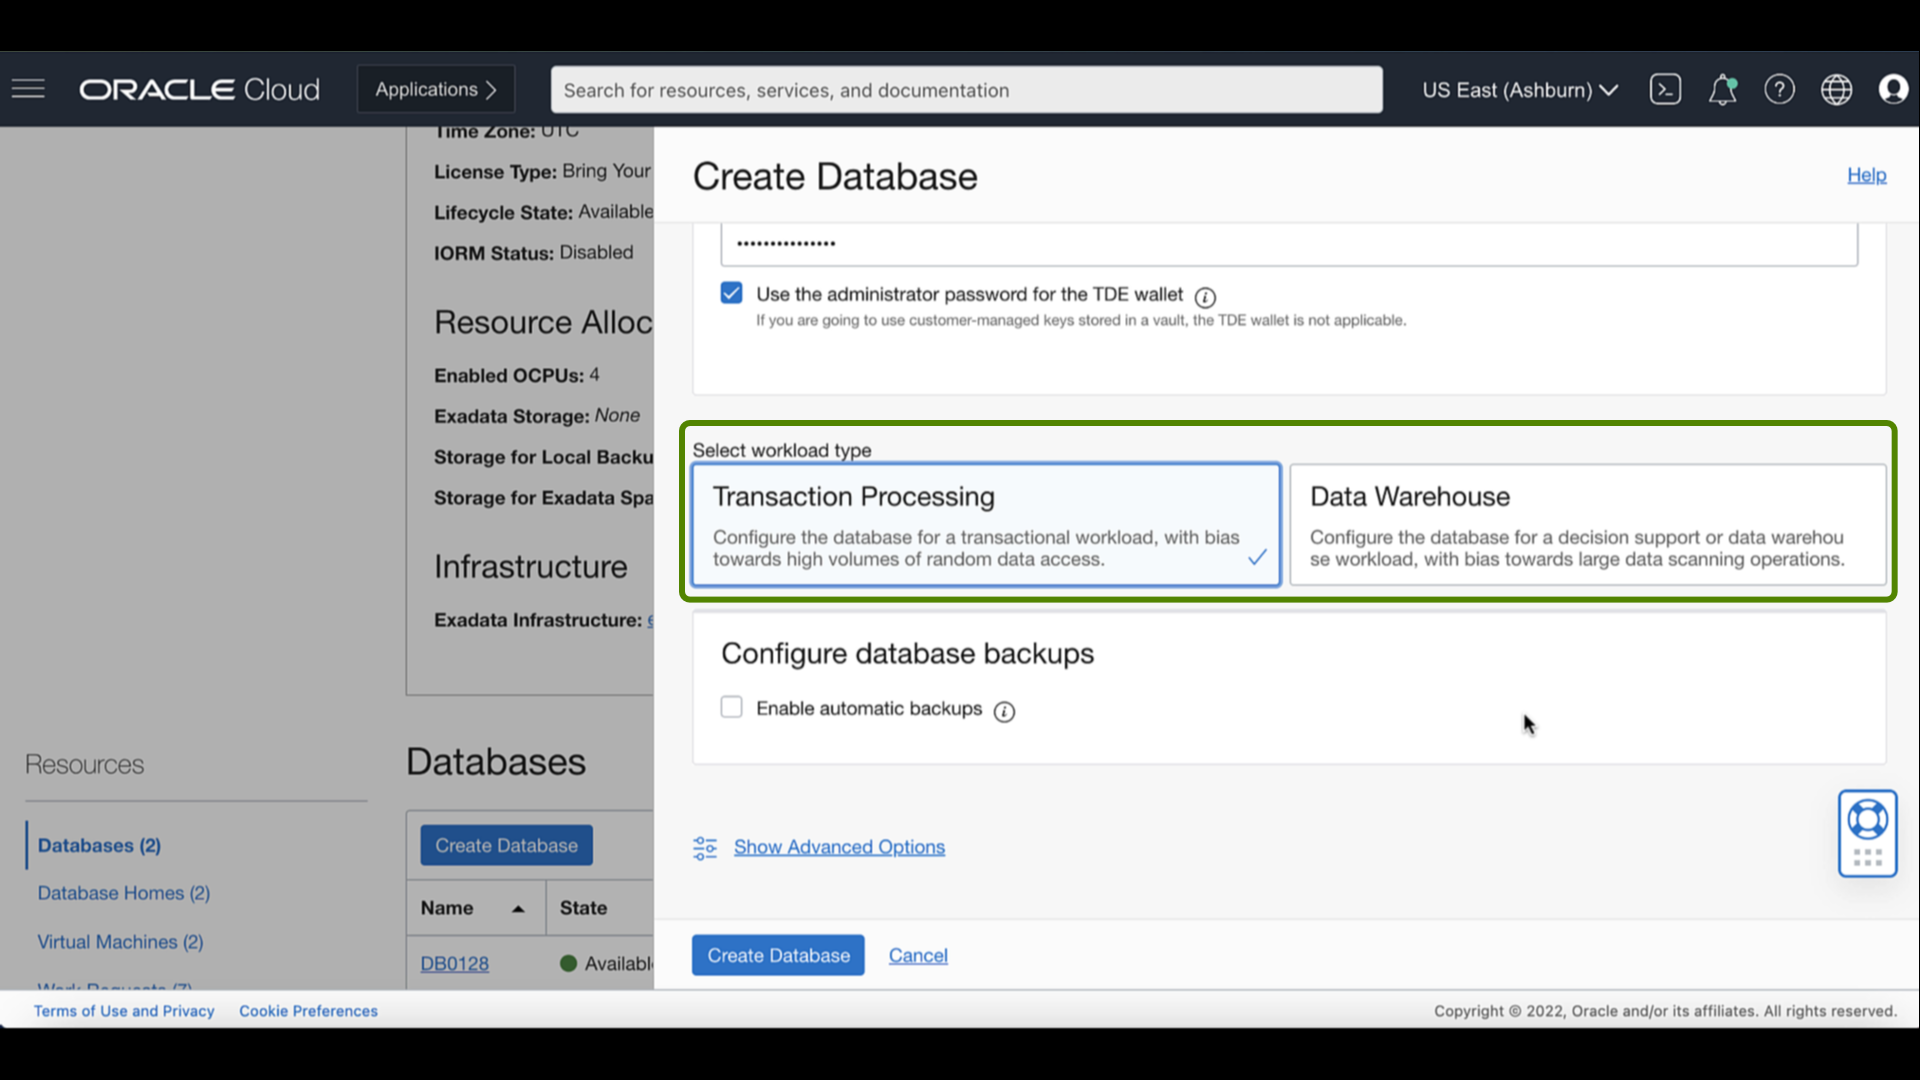 ORACLE Cloud
Applications
Search for resources, services, and documentation
US East (Ashburn)
Time Zone: UTC
License Type: Bring Your
Lifecycle State: Available
IORM Status: Disabled
Resource Alloc
Enabled OCPUs: 4
Exadata Storage: None
Storage for Local Backu
Storage for Exadata Spa
Infrastructure
Exadata Infrastructure: e
Resources
Databases (2)
Database Homes (2)
Virtual Machines (2)
Work Requests (7)
Databases
Create Database
Name
State
DB0128
Availabl
Create Database
Help
•••••••••••••••
Use the administrator password for the TDE wallet
If you are going to use customer-managed keys stored in a vault, the TDE wallet is not applicable.
Select workload type
Transaction Processing
Configure the database for a transactional workload, with bias
towards high volumes of random data access.
Data Warehouse
Configure the database for a decision support or data warehou
se workload, with bias towards large data scanning operations.
Configure database backups
Enable automatic backups
Show Advanced Options
Create Database
Cancel
Terms of Use and Privacy
Cookie Preferences
Copyright © 2022, Oracle and/or its affiliates. All rights reserved.